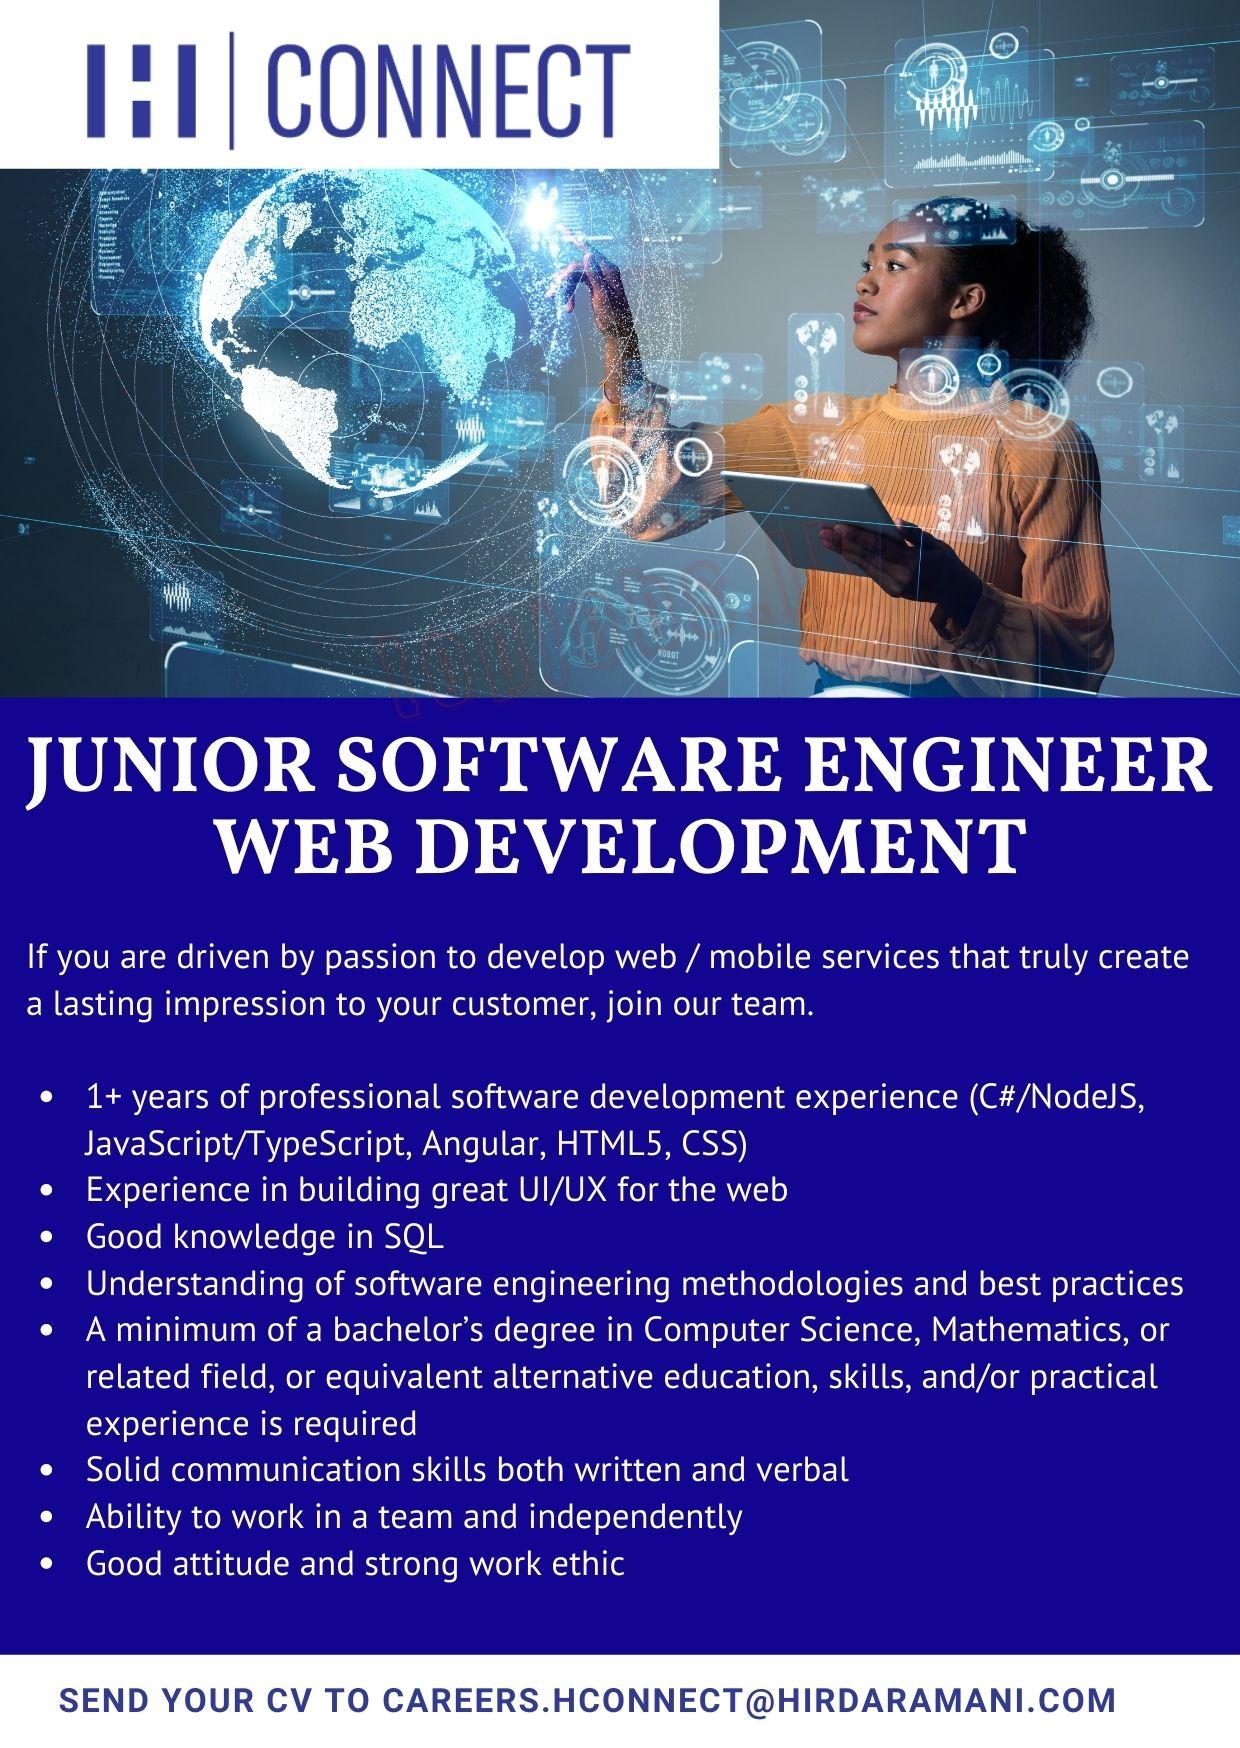 H CONNECT
ROBOT
JUNIOR SOFTWARE ENGINEER
WEB DEVELOPMENT
If you are driven by passion to develop web / mobile services that truly create
a lasting impression to your customer, join our team.
1+ years of professional software development experience (C#/NodeJS,
JavaScript/TypeScript, Angular, HTML5, CSS)
Experience in building great UI/UX for the web
Good knowledge in SQL
Understanding of software engineering methodologies and best practices
A minimum of a bachelor’s degree in Computer Science, Mathematics, or
related field, or equivalent alternative education, skills, and/or practical
experience is required
Solid communication skills both written and verbal
Ability to work in a team and independently
Good attitude and strong work ethic
SEND YOUR CV TO CAREERS.HCONNECT@HIRDARAMANI.COM